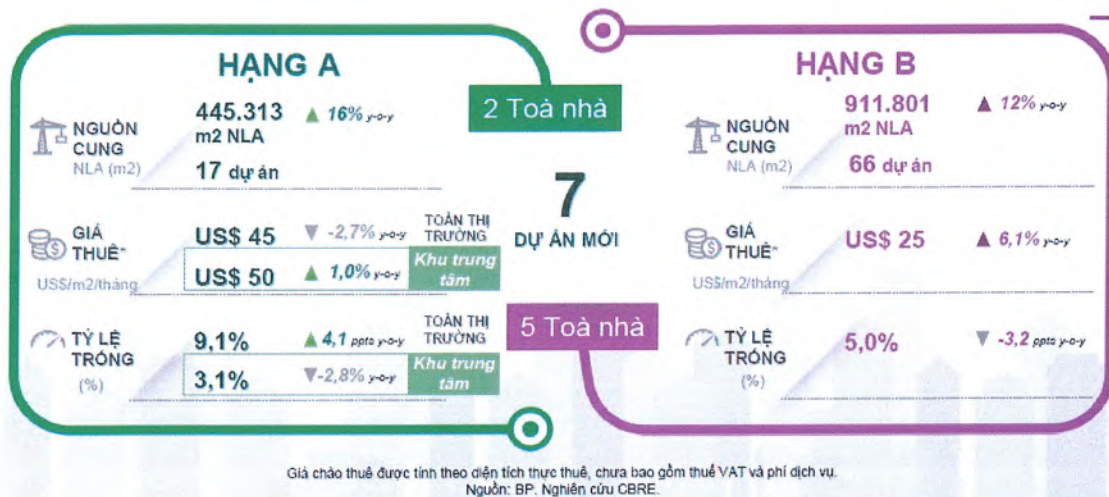 HẠNG A
NGUỒN CUNG
NLA (m2)
445.313 ▲ 16% y-o-y
m2 NLA
17 dự án
GIÁ THUÊ*
US$/m2/tháng
US$ 45 ▼ -2,7% y-o-y
TOÀN THỊ TRƯỜNG
US$ 50 ▲ 1,0% y-o-y
Khu trung tâm
TỶ LỆ TRỐNG
(%)
9,1% ▲ 4,1 ppts y-o-y
TOÀN THỊ TRƯỜNG
3,1% ▼-2,8% y-o-y
Khu trung tâm
2 Toà nhà
7
DỰ ÁN MỚI
5 Toà nhà
HẠNG B
NGUỒN CUNG
NLA (m2)
911.801 ▲ 12% y-o-y
m2 NLA
66 dự án
GIÁ THUÊ*
US$/m2/tháng
US$ 25 ▲ 6,1% y-o-y
TỶ LỆ TRỐNG
(%)
5,0% ▼ -3,2 ppts y-o-y
Giá chào thuê được tính theo diện tích thực thuê, chưa bao gồm thuế VAT và phí dịch vụ.
Nguồn: BP. Nghiên cứu CBRE.